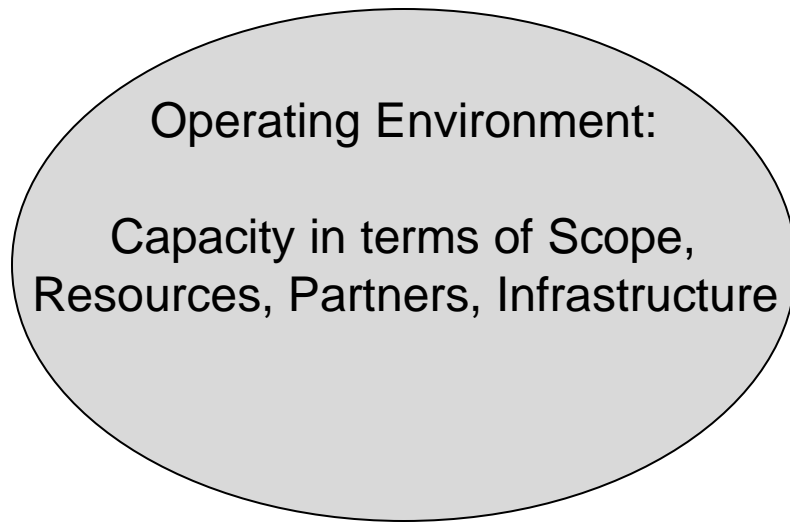 Operating Environment:
Capacity in terms of Scope,
Resources, Partners, Infrastructure